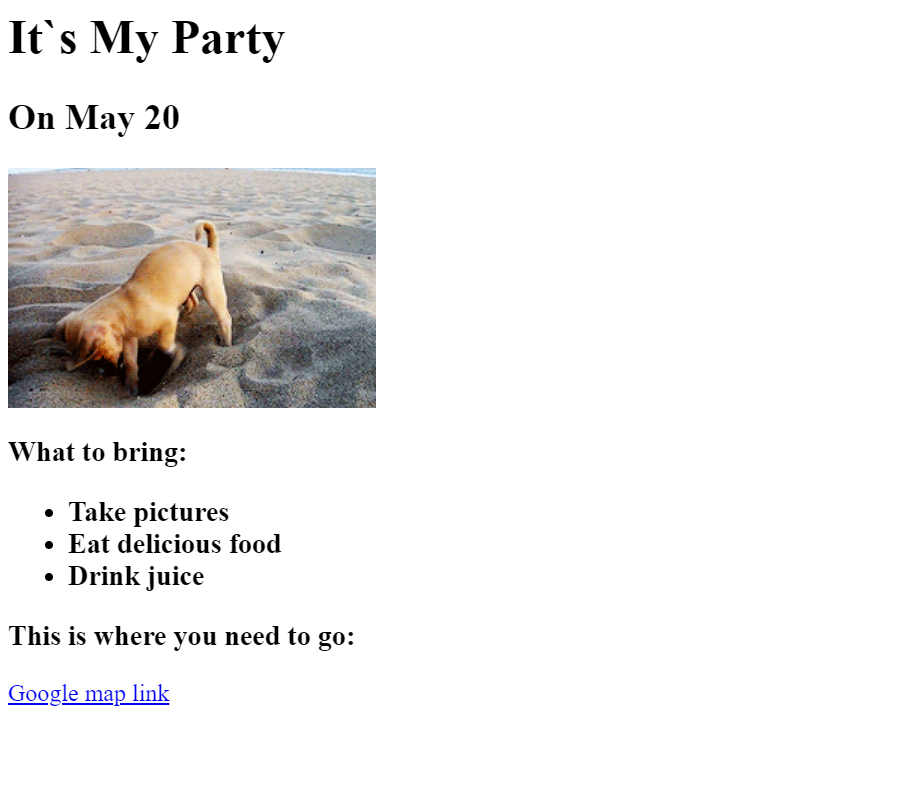 It`s My Party
On May 20
What to bring:
Take pictures
Eat delicious food
Drink juice
This is where you need to go:
Google map link